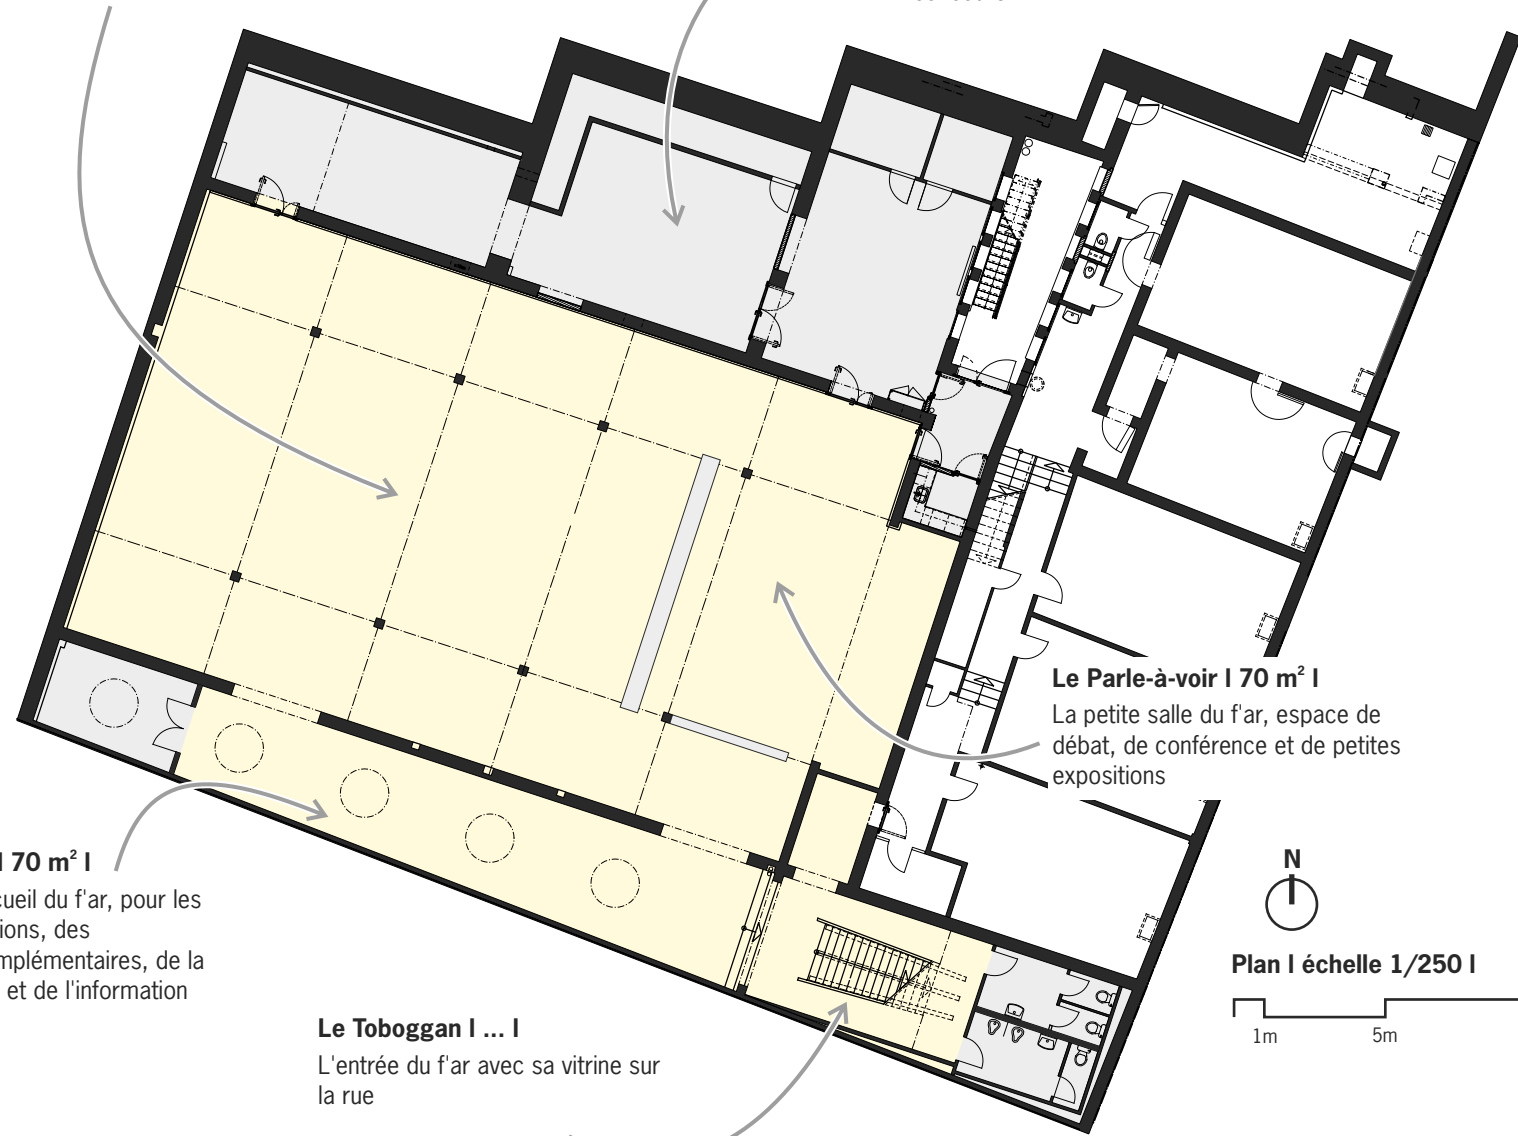 Le Parle-à-voir I 70 m² I
La petite salle du f'ar, espace de
débat, de conférence et de petites
expositions
I 70 m² I
cueil du f'ar, pour les
ions, des
mplémentaires, de la
et de l'information
Le Toboggan I ... I
L'entrée du f'ar avec sa vitrine sur
la rue
N
Plan I échelle 1/250 I
1m
5m